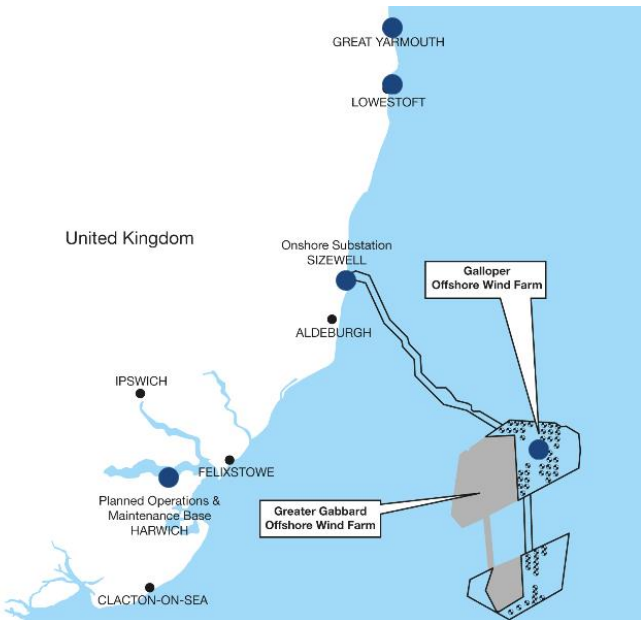 GREAT YARMOUTH
LOWESTOFT
United Kingdom
Onshore Substation
SIZEWELL
Galloper
Offshore Wind Farm
ALDEBURGH
IPSWICH
FELIXSTOWE
Planned Operations &
Maintenance Base
HARWICH
Greater Gabbard
Offshore Wind Farm
CLACTON-ON-SEA